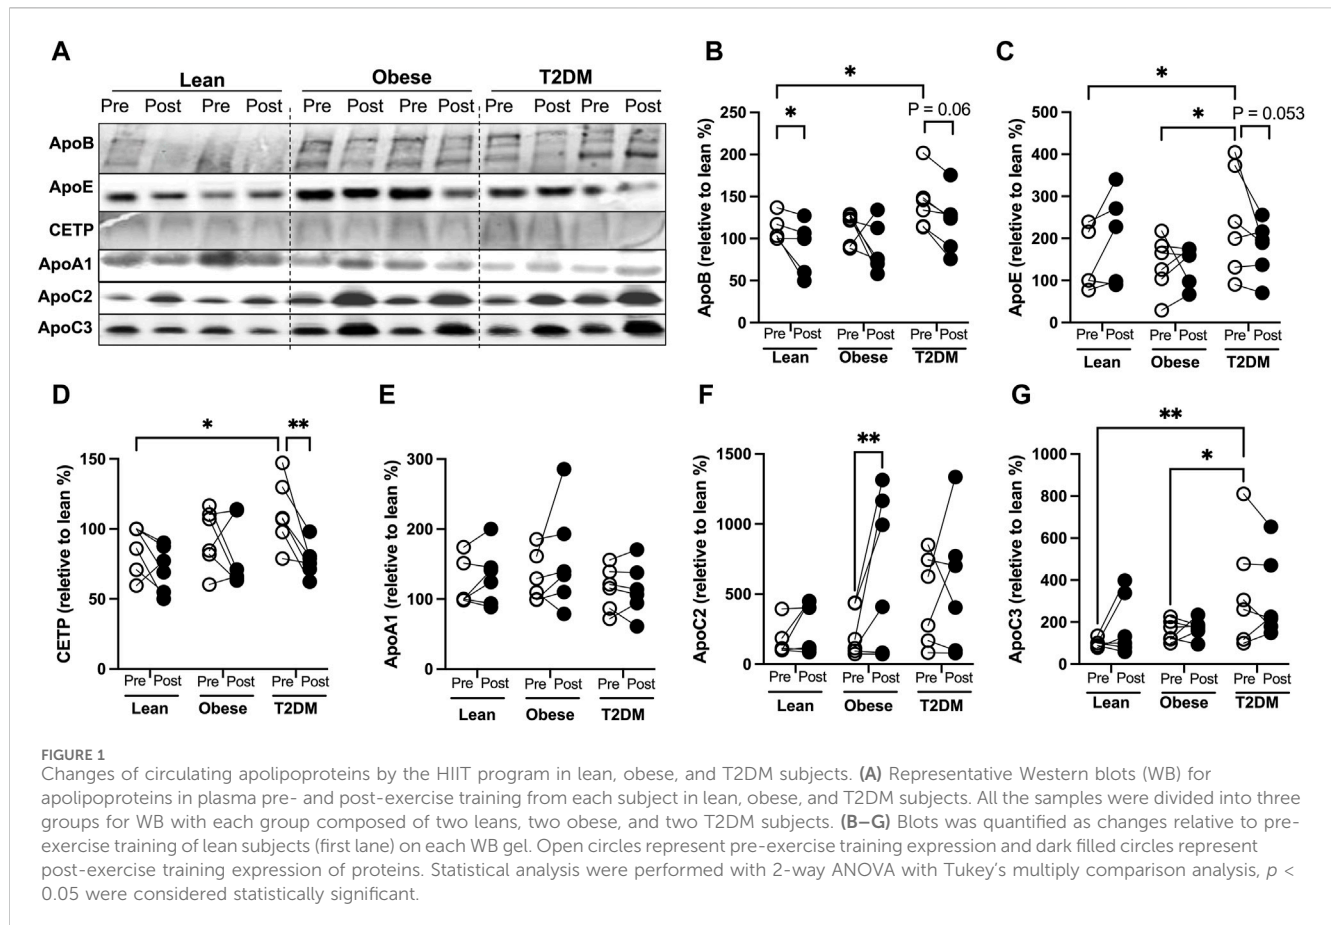 A
Lean Obese T2DM
Pre Post Pre Post Pre Post Pre Post Pre Post Pre Post
ApoB
ApoE
CETP
ApoA1
ApoC2
ApoC3
B
ApoB (reletive to lean %)
250
200
150
100
50
0
*
*
P = 0.06
Pre Post Pre Post Pre Post
Lean Obese T2DM
C
ApoE (reletive to lean %)
500
400
300
200
100
0
*
*
P = 0.053
Pre Post Pre Post Pre Post
Lean Obese T2DM
D
CETP (reletive to lean %)
150
100
50
0
*
**
Pre Post Pre Post Pre Post
Lean Obese T2DM
E
ApoA1 (reletive to lean %)
300
200
100
0
Pre Post Pre Post Pre Post
Lean Obese T2DM
F
ApoC2 (reletive to lean %)
1500
1000
500
0
**
Pre Post Pre Post Pre Post
Lean Obese T2DM
G
ApoC3 (reletive to lean %)
1000
800
600
400
200
0
**
*
Pre Post Pre Post Pre Post
Lean Obese T2DM
FIGURE 1
Changes of circulating apolipoproteins by the HIIT program in lean, obese, and T2DM subjects. (A) Representative Western blots (WB) for
apolipoproteins in plasma pre- and post-exercise training from each subject in lean, obese, and T2DM subjects. All the samples were divided into three
groups for WB with each group composed of two leans, two obese, and two T2DM subjects. (B–G) Blots was quantified as changes relative to pre-
exercise training of lean subjects (first lane) on each WB gel. Open circles represent pre-exercise training expression and dark filled circles represent
post-exercise training expression of proteins. Statistical analysis were performed with 2-way ANOVA with Tukey's multiply comparison analysis, p <
0.05 were considered statistically significant.